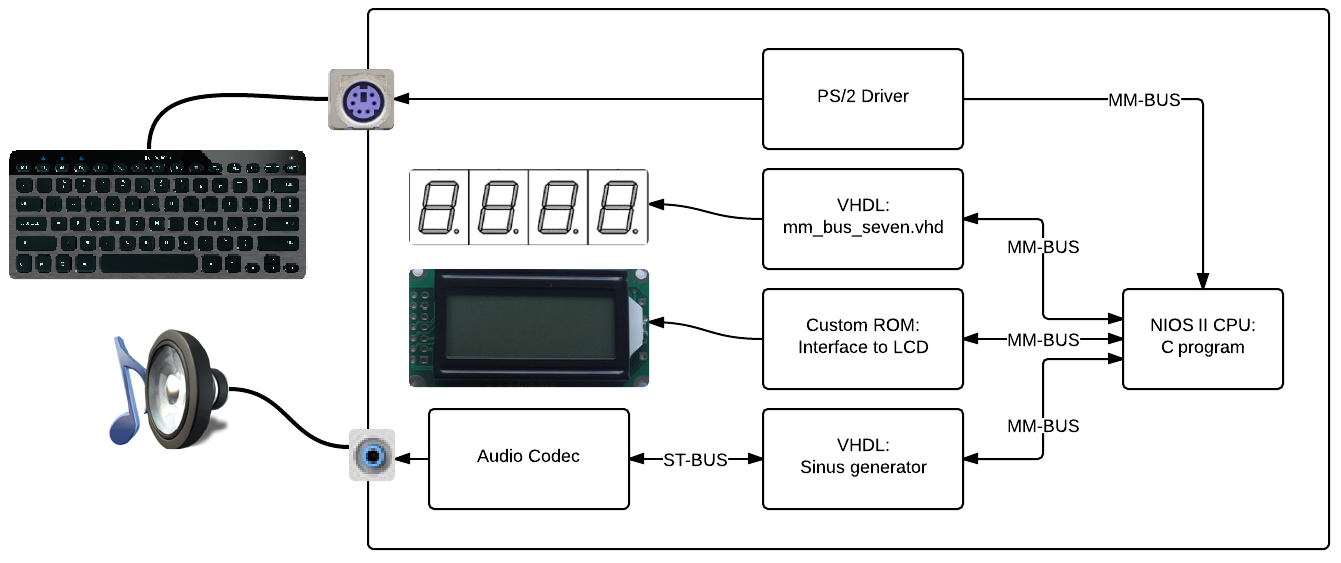 PS/2 Driver
MM-BUS
VHDL:
mm_bus_seven.vhd
MM-BUS
Custom ROM:
Interface to LCD
MM-BUS
NIOS II CPU:
C program
MM-BUS
Audio Codec
ST-BUS
VHDL:
Sinus generator